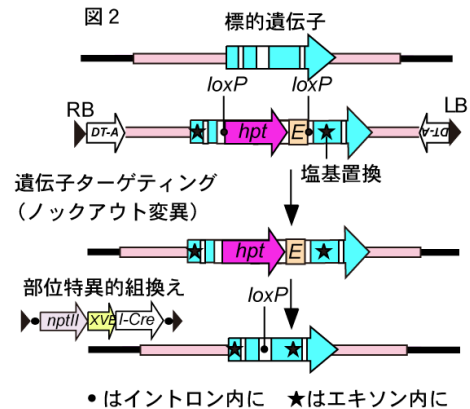 図2
標的遺伝子
loxP loxP
RB LB
DT-A hpt E DT-A
塩基置換
遺伝子ターゲティング
(ノックアウト変異)
hpt E
部位特異的組換え
loxP
nptII XVE I-Cre
●はイントロン内に ★はエキソン内に